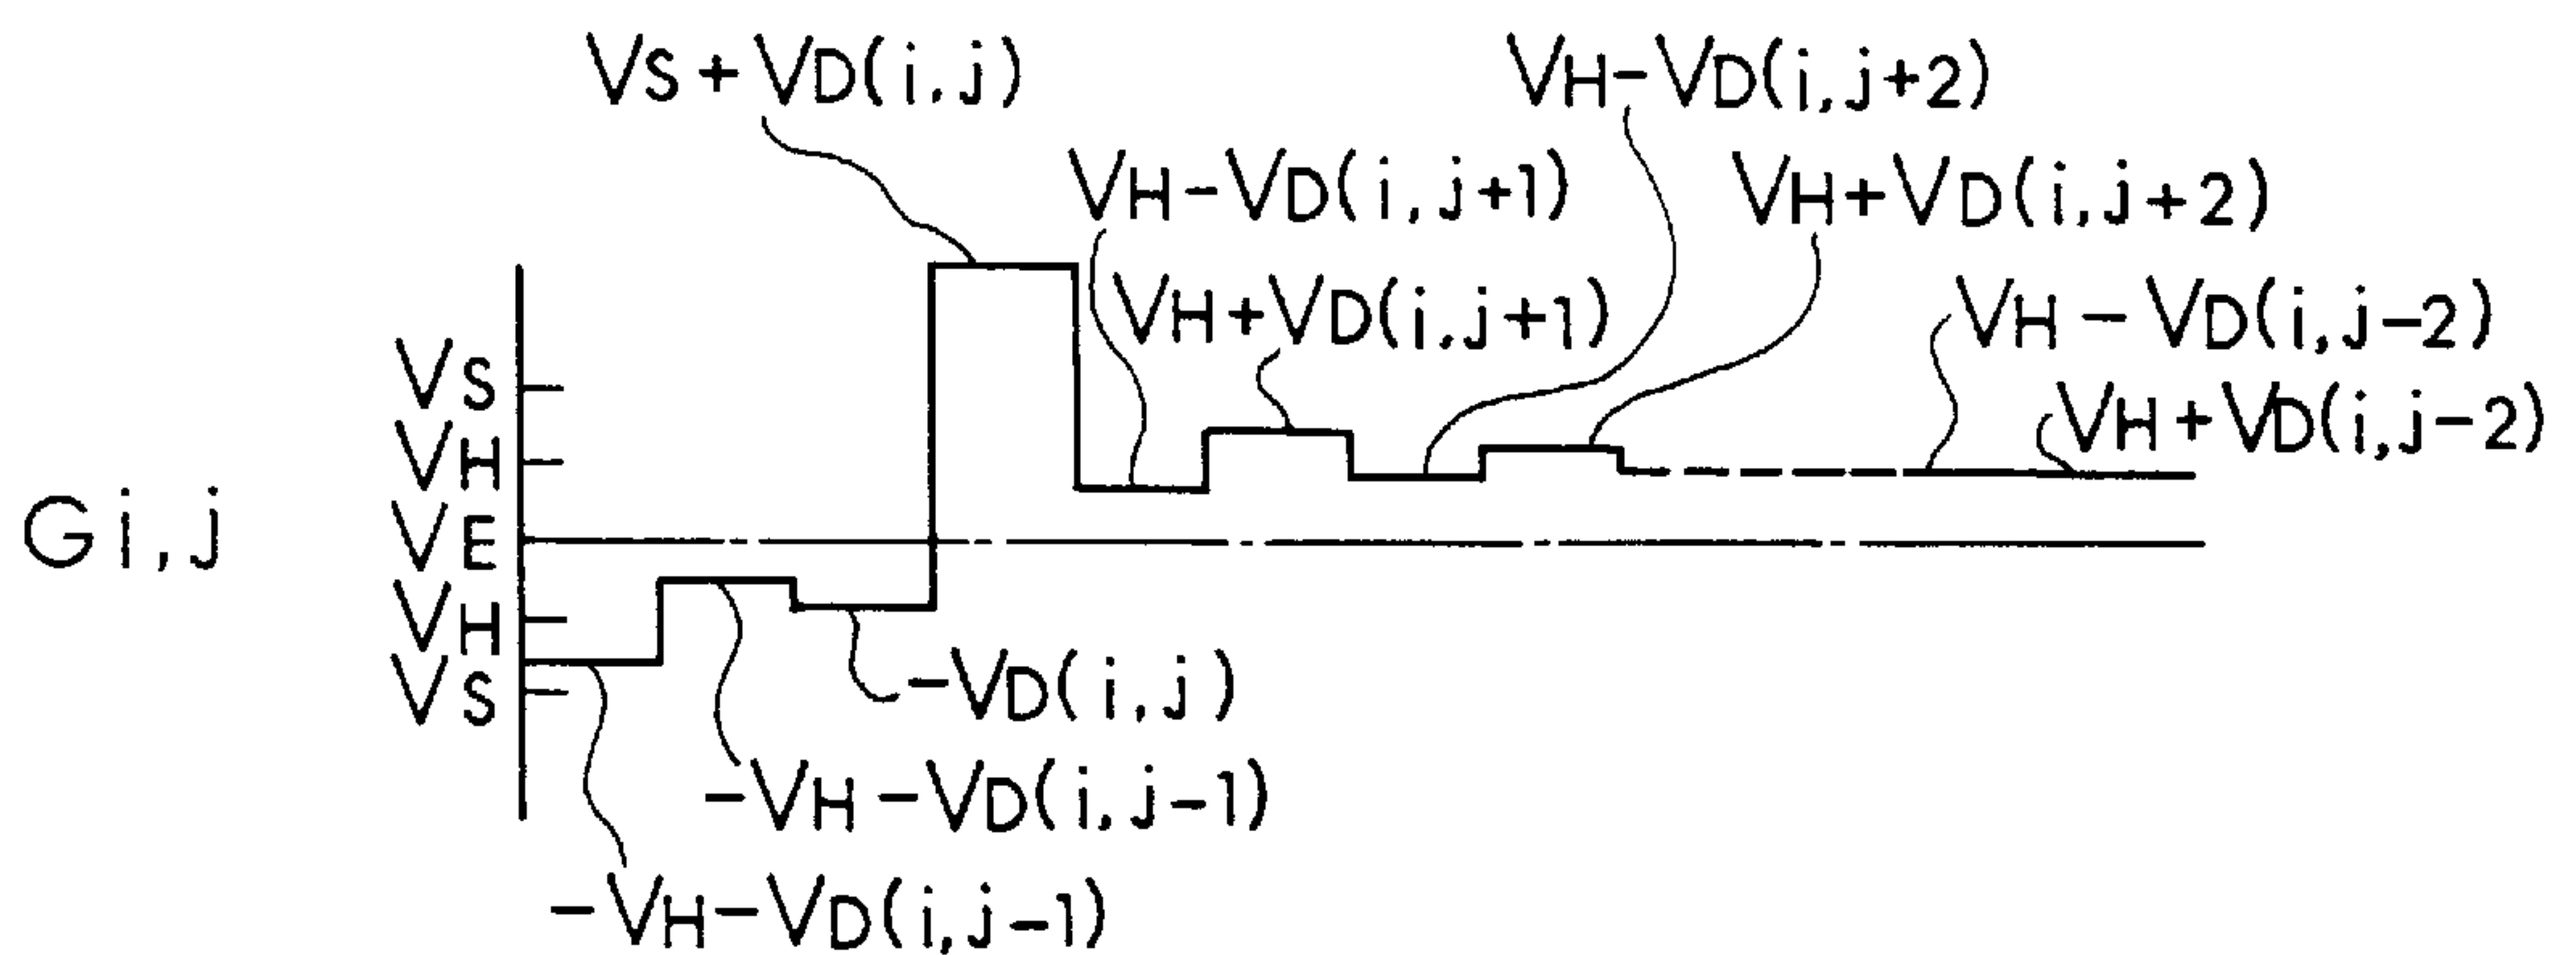 VS+VD(i,j)
VH-VD(i,j+2)
VH-VD(i,j+1)
VH+VD(i,j+2)
VH+VD(i,j+1)
VH-VD(i,j-2)
VH+VD(i,j-2)
VS
VH
VE
VH
VS
Gi,j
-VD(i,j)
-VH-VD(i,j-1)
-VH-VD(i,j-1)